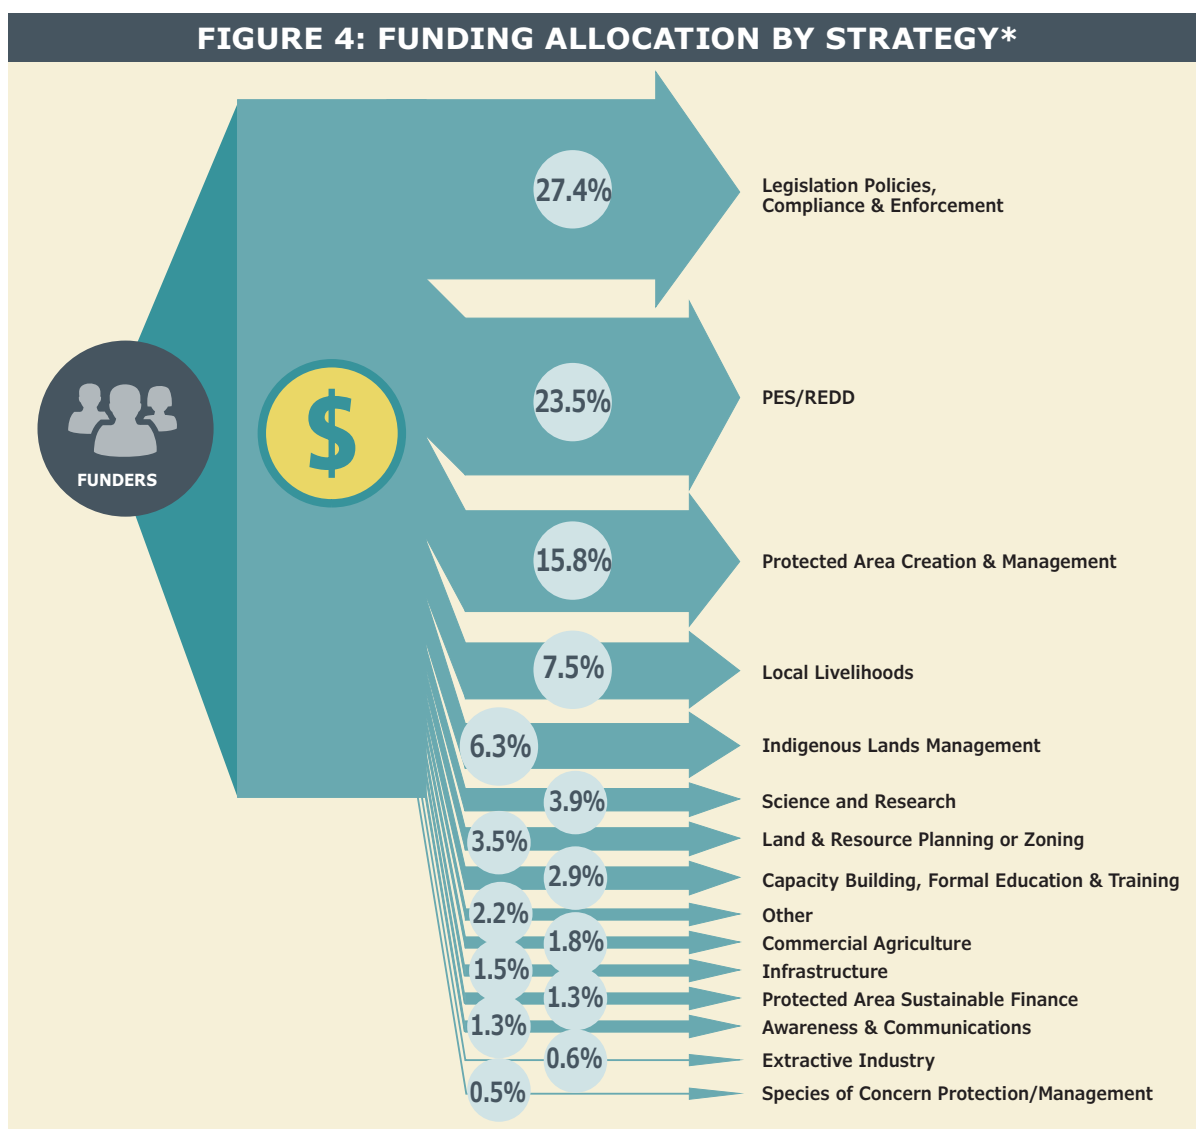 FIGURE 4: FUNDING ALLOCATION BY STRATEGY*
27.4%
Legislation Policies,
Compliance & Enforcement
23.5%
PES/REDD
FUNDERS
$
15.8%
Protected Area Creation & Management
7.5%
Local Livelihoods
6.3%
Indigenous Lands Management
3.9%
Science and Research
3.5%
Land & Resource Planning or Zoning
2.9%
Capacity Building, Formal Education & Training
2.2%
Other
1.8%
Commercial Agriculture
1.5%
Infrastructure
1.3%
Protected Area Sustainable Finance
1.3%
Awareness & Communications
0.6%
Extractive Industry
0.5%
Species of Concern Protection/Management